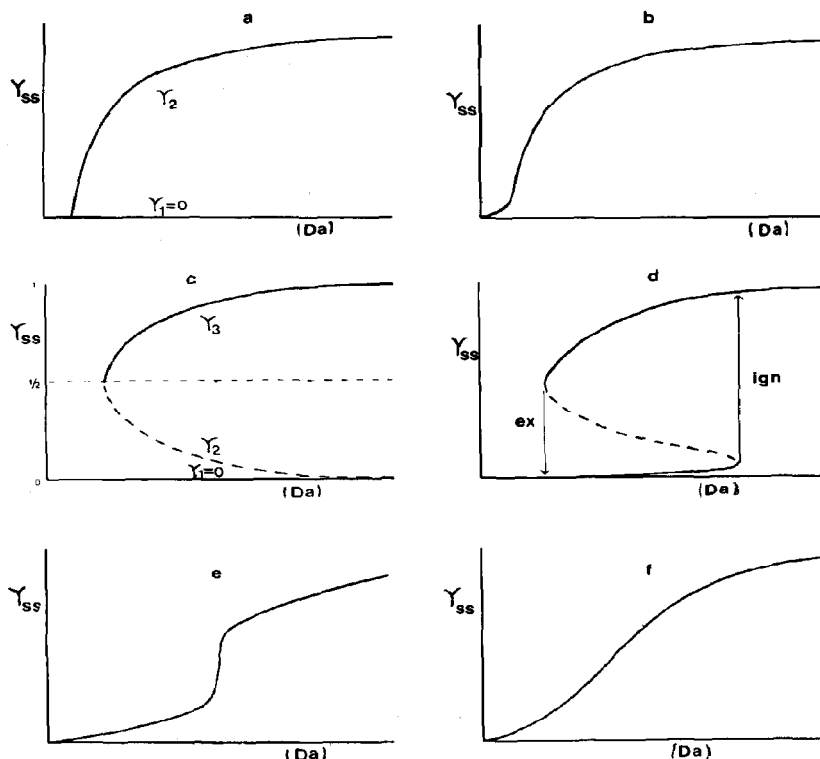 a
b
Yss
Y2
Y1=0
(Da)
Yss
(Da)
c
d
1
Yss
Y3
1/2
Y2
Y1=0
0
(Da)
Yss
ex
ign
(Da}
e
f
Yss
(Da)
Yss
(Da)